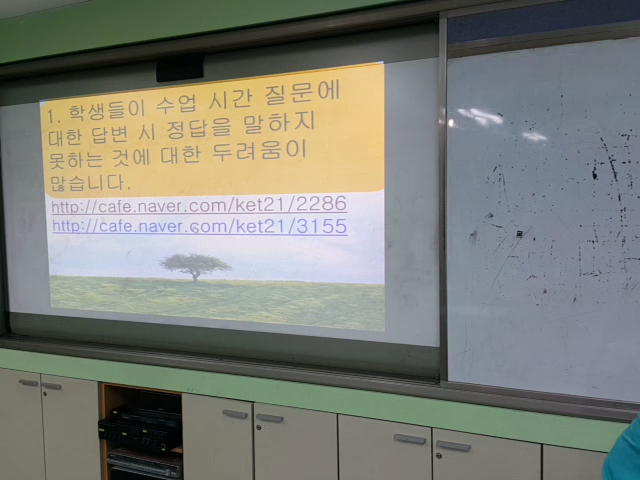 1. 학생들이 수업 시간 질문에
대한 답변 시 정답을 말하지
못하는 것에 대한 두려움이
많습니다.
http://cafe.naver.com/ket21/2286
http://cafe.naver.com/ket21/3155